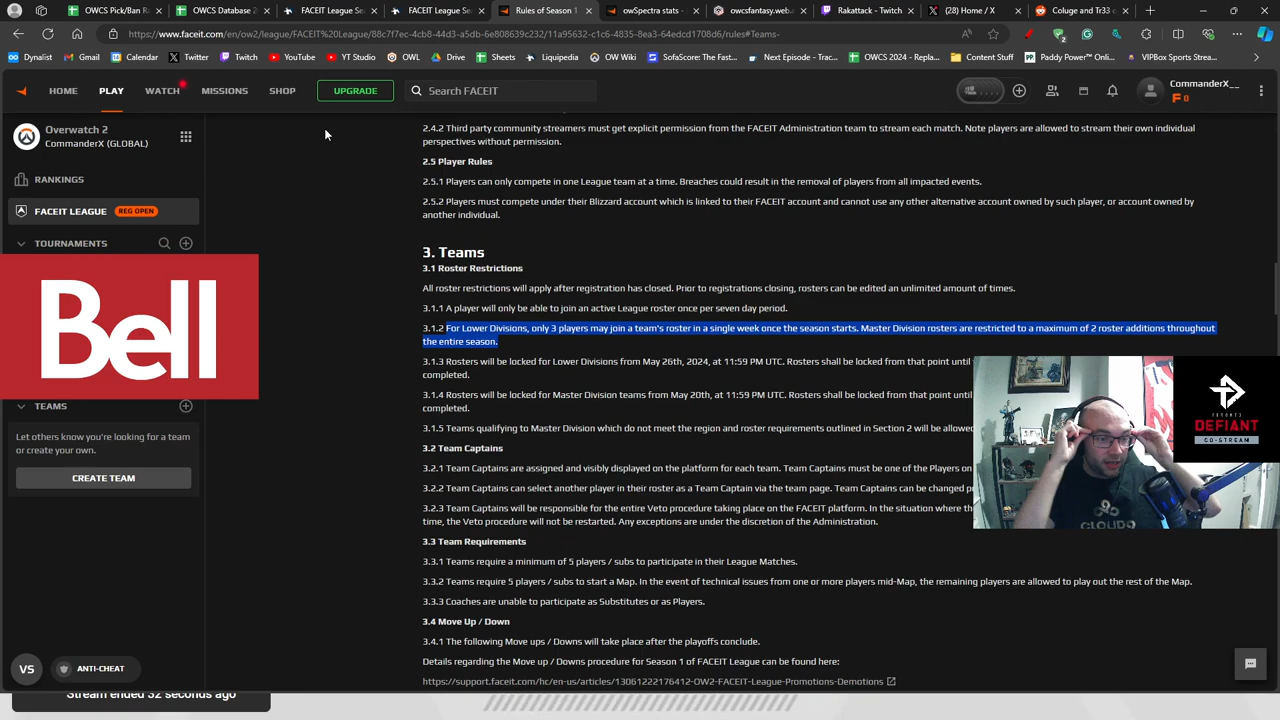 OWCS Pick/Ban R
OWCS Database 2
FACEIT League Se
FACEIT League Sea
Rules of Season 1
owSpectra stats -
owcsfantasy.web.a
Rakattack - Twitch
(28) Home / X
Coluge and Tr33 o
https://www.faceit.com/en/ow2/league/FACEIT%20League/88c7f7ec-4cb8-44d3-a5db-6e808639c232/11a95632-c1c6-4835-8ea3-64edcd1708d6/rules#Teams-
Dynalist
Gmail
Calendar
Twitter
Twitch
YouTube
YT Studio
OWL
Drive
Sheets
Liquipedia
OW Wiki
SofaScore: The Fast...
Next Episode - Trac...
OWCS 2024 - Repla...
Paddy Power™ Onli...
Content Stuff
VIPBox Sports Strea...
HOME
PLAY
WATCH
MISSIONS
SHOP
UPGRADE
Search FACEIT
CommanderX__
0
Overwatch 2
CommanderX (GLOBAL)
RANKINGS
FACEIT LEAGUE
REG OPEN
TOURNAMENTS
Bell
TEAMS
Let others know you're looking for a team
or create your own.
CREATE TEAM
VS
ANTI-CHEAT
Stream ended 32 seconds ago
2.4.2 Third party community streamers must get explicit permission from the FACEIT Administration team to stream each match. Note players are allowed to stream their own individual
perspectives without permission.
2.5 Player Rules
2.5.1 Players can only compete in one League team at a time. Breaches could result in the removal of players from all impacted events.
2.5.2 Players must compete under their Blizzard account which is linked to their FACEIT account and cannot use any other alternative account owned by such player, or account owned by
another individual.
3. Teams
3.1 Roster Restrictions
All roster restrictions will apply after registration has closed. Prior to registrations closing, rosters can be edited an unlimited amount of times.
3.1.1 A player will only be able to join an active League roster once per seven day period.
3.1.2 For Lower Divisions, only 3 players may join a team's roster in a single week once the season starts. Master Division rosters are restricted to a maximum of 2 roster additions throughout
the entire season.
3.1.3 Rosters will be locked for Lower Divisions from May 26th, 2024, at 11:59 PM UTC. Rosters shall be locked from that point until
completed.
3.1.4 Rosters will be locked for Master Division teams from May 20th, at 11:59 PM UTC. Rosters shall be locked from that point until
completed.
3.1.5 Teams qualifying to Master Division which do not meet the region and roster requirements outlined in Section 2 will be allowed
3.2 Team Captains
3.2.1 Team Captains are assigned and visibly displayed on the platform for each team. Team Captains must be one of the Players on
3.2.2 Team Captains can select another player in their roster as a Team Captain via the team page. Team Captains can be changed
3.2.3 Team Captains will be responsible for the entire Veto procedure taking place on the FACEIT platform. In the situation where
time, the Veto procedure will not be restarted. Any exceptions are under the discretion of the Administration.
3.3 Team Requirements
3.3.1 Teams require a minimum of 5 players / subs to participate in their League Matches.
3.3.2 Teams require 5 players / subs to start a Map. In the event of technical issues from one or more players mid-Map, the remaining players are allowed to play out the rest of the Map.
3.3.3 Coaches are unable to participate as Substitutes or as Players.
3.4 Move Up / Down
3.4.1 The following Move ups / Downs will take place after the playoffs conclude.
Details regarding the Move up / Downs procedure for Season 1 of FACEIT League can be found here:
https://support.faceit.com/hc/en-us/articles/13061222176412-OW2-FACEIT-League-Promotions-Demotions
TORONTO
DEFIANT
CO-STREAM
CLOUD9